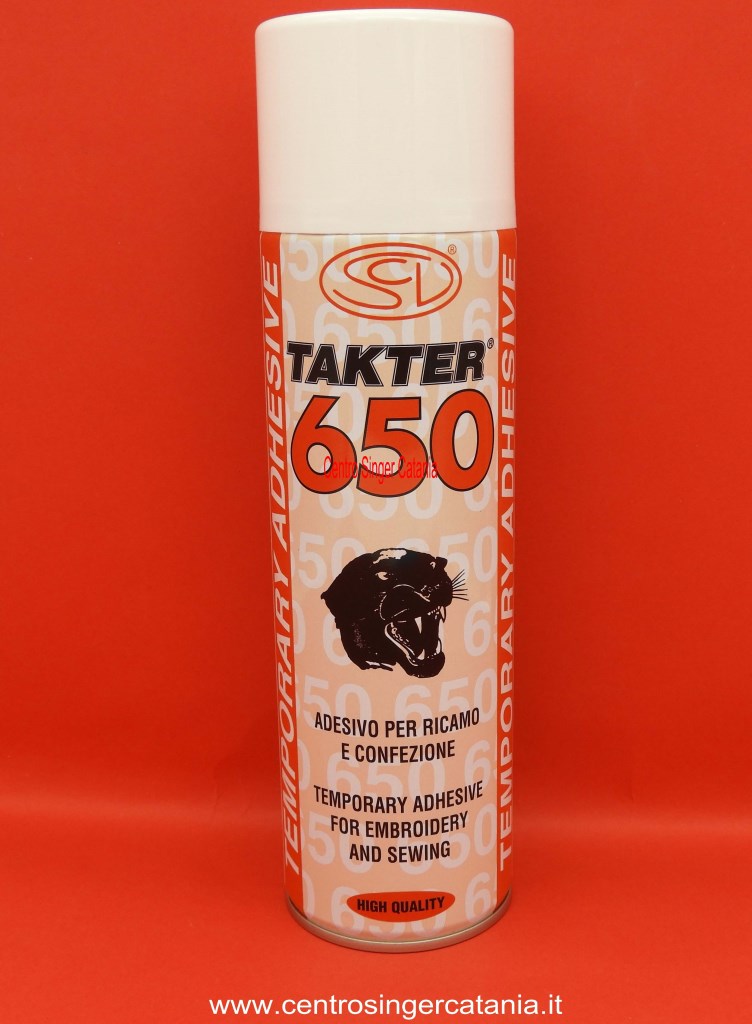 SCV®
TAKTER®
650
Centro Singer Catania
TEMPORARY ADHESIVE
TEMPORARY ADHESIVE
ADESIVO PER RICAMO
E CONFEZIONE
TEMPORARY ADHESIVE
FOR EMBROIDERY
AND SEWING
HIGH QUALITY
www.centrosingercatania.it